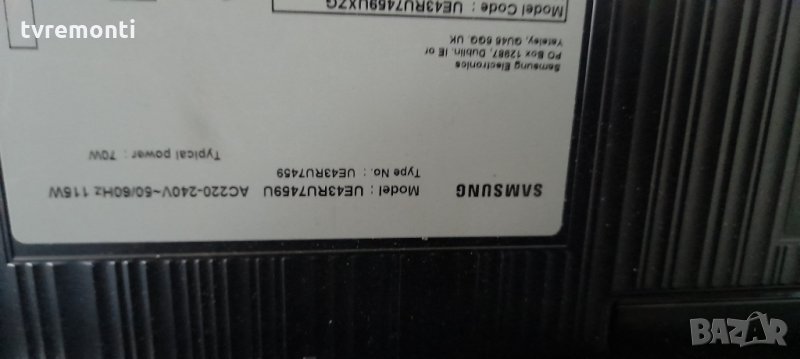 tvremonti
SAMSUNG
Model : UE43RU7459U AC220-240V~50/60Hz 115W
Type No. : UE43RU7459
Typical power : 70W
Samsung Electronics
PO Box 12987, Dublin. IE or
Yateley, GU46 6GG, UK
Model Code : UE43RU7459UXZG
BAZAR